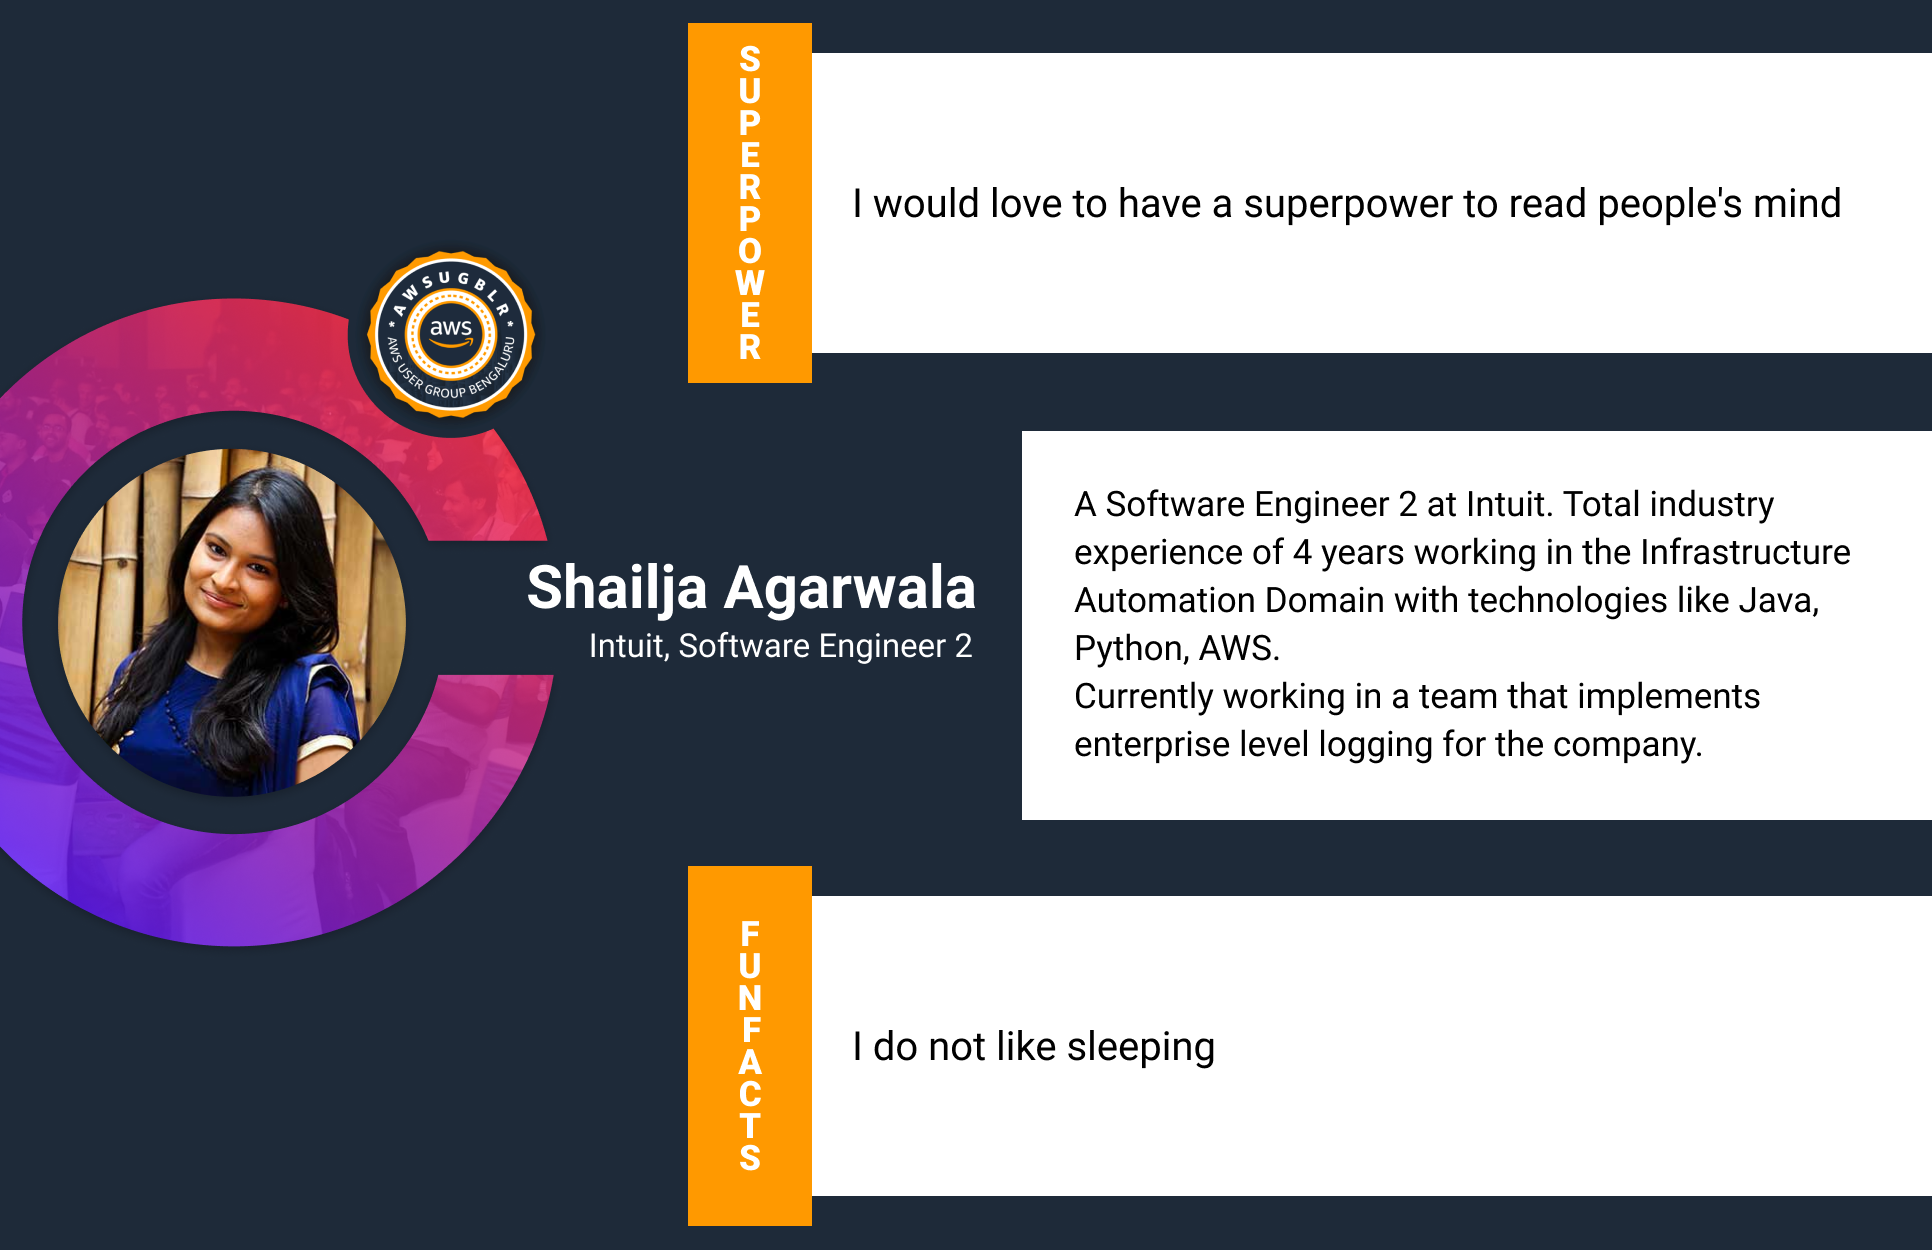 SUPERPOWER
I would love to have a superpower to read people's mind
* AWSUGBLR *
aws
AWS USER GROUP BENGALURU
Shailja Agarwala
Intuit, Software Engineer 2
A Software Engineer 2 at Intuit. Total industry
experience of 4 years working in the Infrastructure
Automation Domain with technologies like Java,
Python, AWS.
Currently working in a team that implements
enterprise level logging for the company.
FUNFACTS
I do not like sleeping